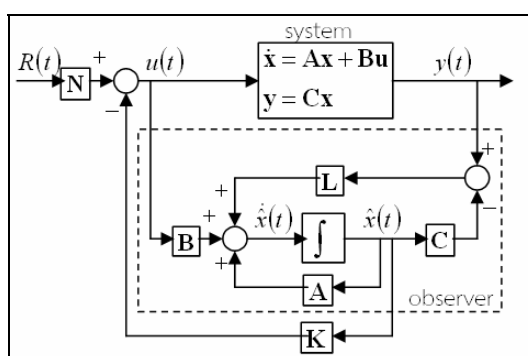 system
R(t)
N
+
−
u(t)
ẋ = Ax + Bu
y = Cx
y(t)
+
−
L
+
B
+
+
ẋ̂(t)
∫
x̂(t)
C
A
observer
K